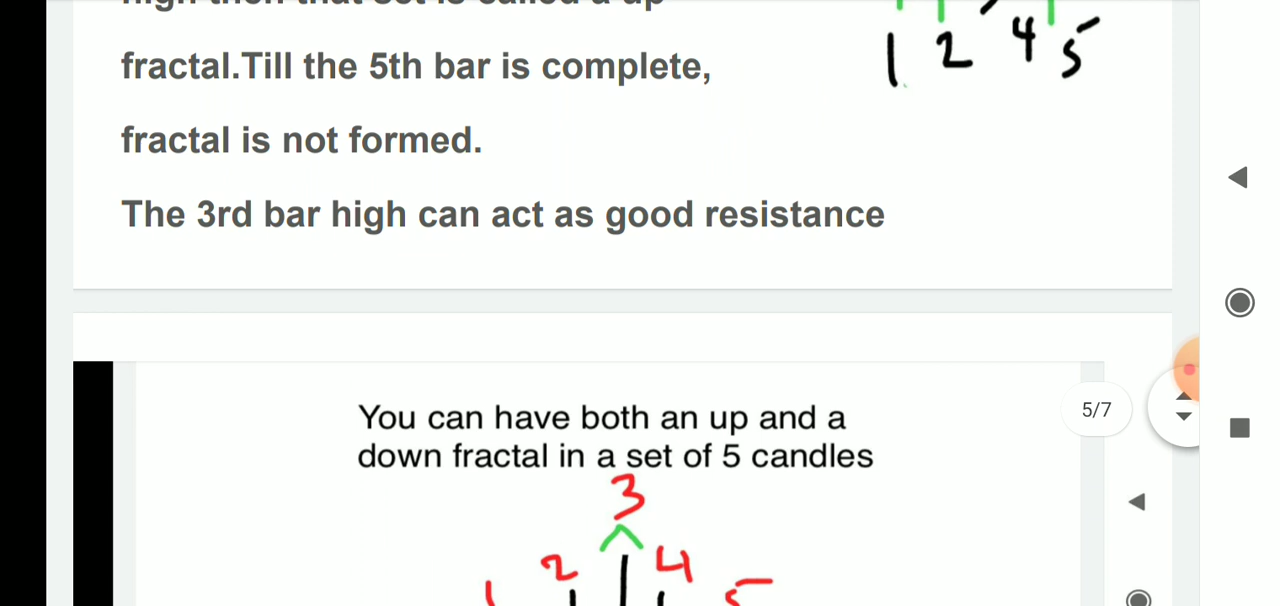 fractal.Till the 5th bar is complete,
1 2 4 5
fractal is not formed.
The 3rd bar high can act as good resistance
5/7
You can have both an up and a
down fractal in a set of 5 candles
3
2 4
1 5